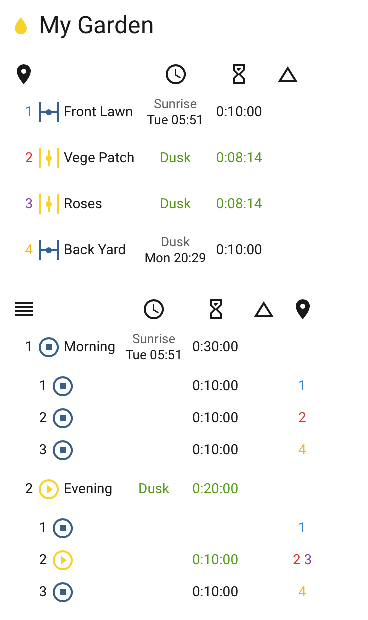 My Garden
1 Front Lawn Sunrise Tue 05:51 0:10:00
2 Vege Patch Dusk 0:08:14
3 Roses Dusk 0:08:14
4 Back Yard Dusk Mon 20:29 0:10:00
1 Morning Sunrise Tue 05:51 0:30:00
1 0:10:00 1
2 0:10:00 2
3 0:10:00 4
2 Evening Dusk 0:20:00
1 1
2 0:10:00 2 3
3 0:10:00 4